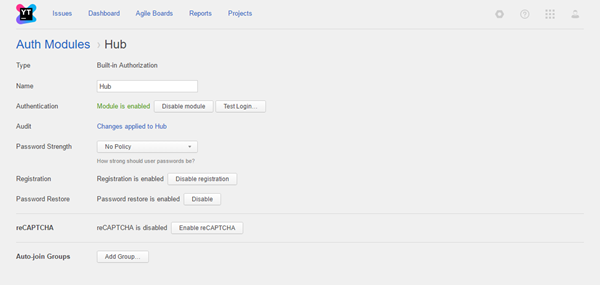 YT
Issues Dashboard Agile Boards Reports Projects
Auth Modules › Hub
Type Built-in Authorization
Name Hub
Authentication Module is enabled Disable module Test Login...
Audit Changes applied to Hub
Password Strength No Policy
How strong should user passwords be?
Registration Registration is enabled Disable registration
Password Restore Password restore is enabled Disable
reCAPTCHA reCAPTCHA is disabled Enable reCAPTCHA
Auto-join Groups Add Group...